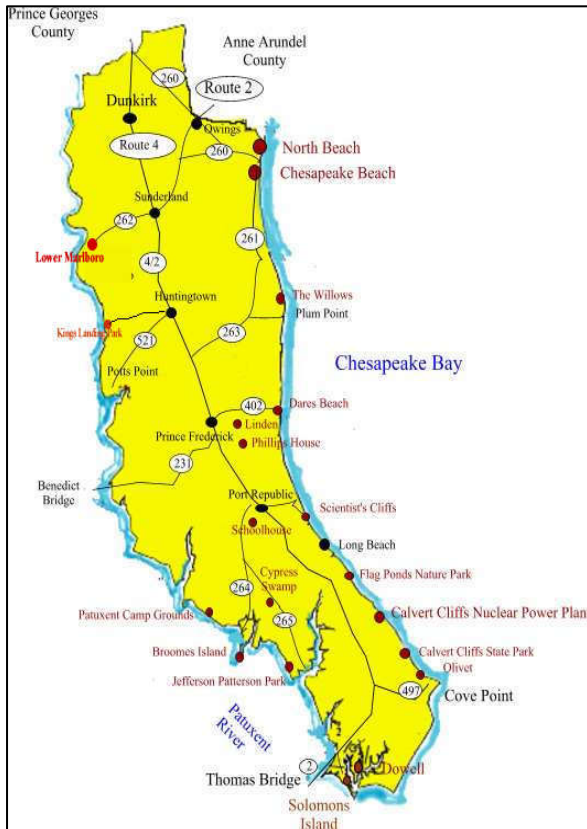 Prince Georges
County
Anne Arundel
County
260
Route 2
Dunkirk
Owings
Route 4
260
North Beach
Chesapeake Beach
Sunderland
262
Lower Marlboro
261
4/2
Huntingtown
The Willows
Plum Point
Kings Landing Park
521
263
Potts Point
Chesapeake Bay
402
Dares Beach
Linden
Prince Frederick
Phillips House
231
Benedict
Bridge
Port Republic
Scientist's Cliffs
Schoolhouse
Long Beach
Cypress
Swamp
Flag Ponds Nature Park
264
Patuxent Camp Grounds
265
Calvert Cliffs Nuclear Power Plan
Broomes Island
Calvert Cliffs State Park
Olivet
Jefferson Patterson Park
497
Cove Point
Patuxent
River
2
2
Thomas Bridge
Dowell
Solomons
Island